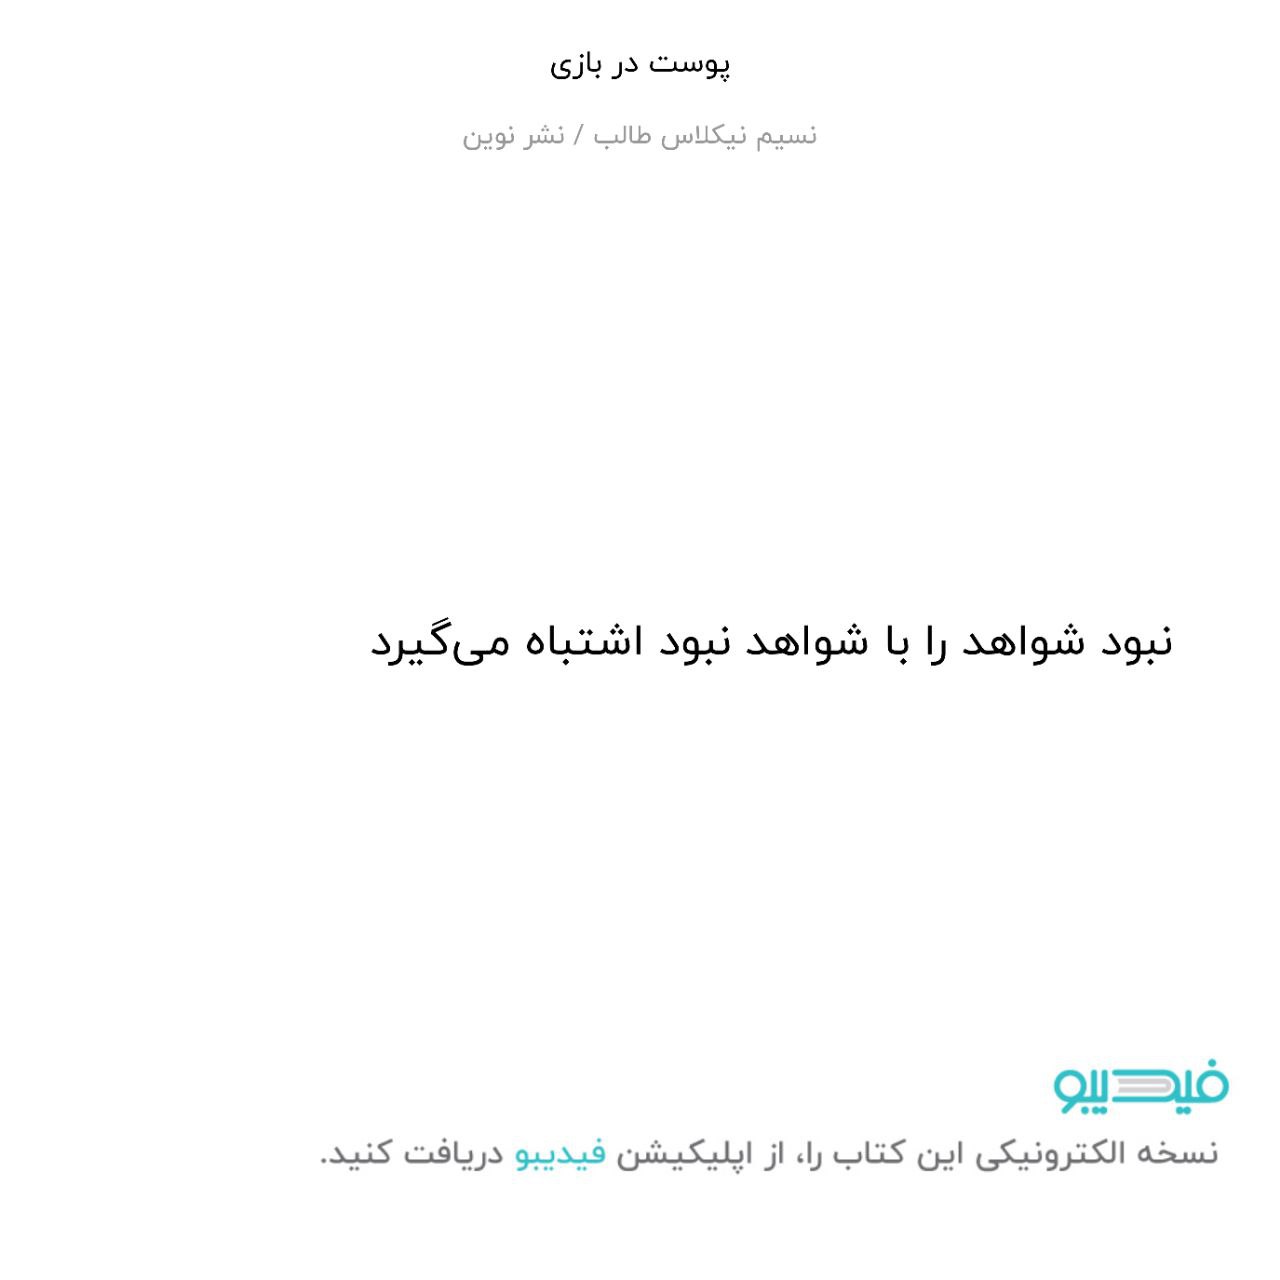 پوست در بازی
نسیم نیکلاس طالب / نشر نوین
نبود شواهد را با شواهد نبود اشتباه می‌گیرد
فیدیبو
نسخه الکترونیکی این کتاب را، از اپلیکیشن فیدیبو دریافت کنید.